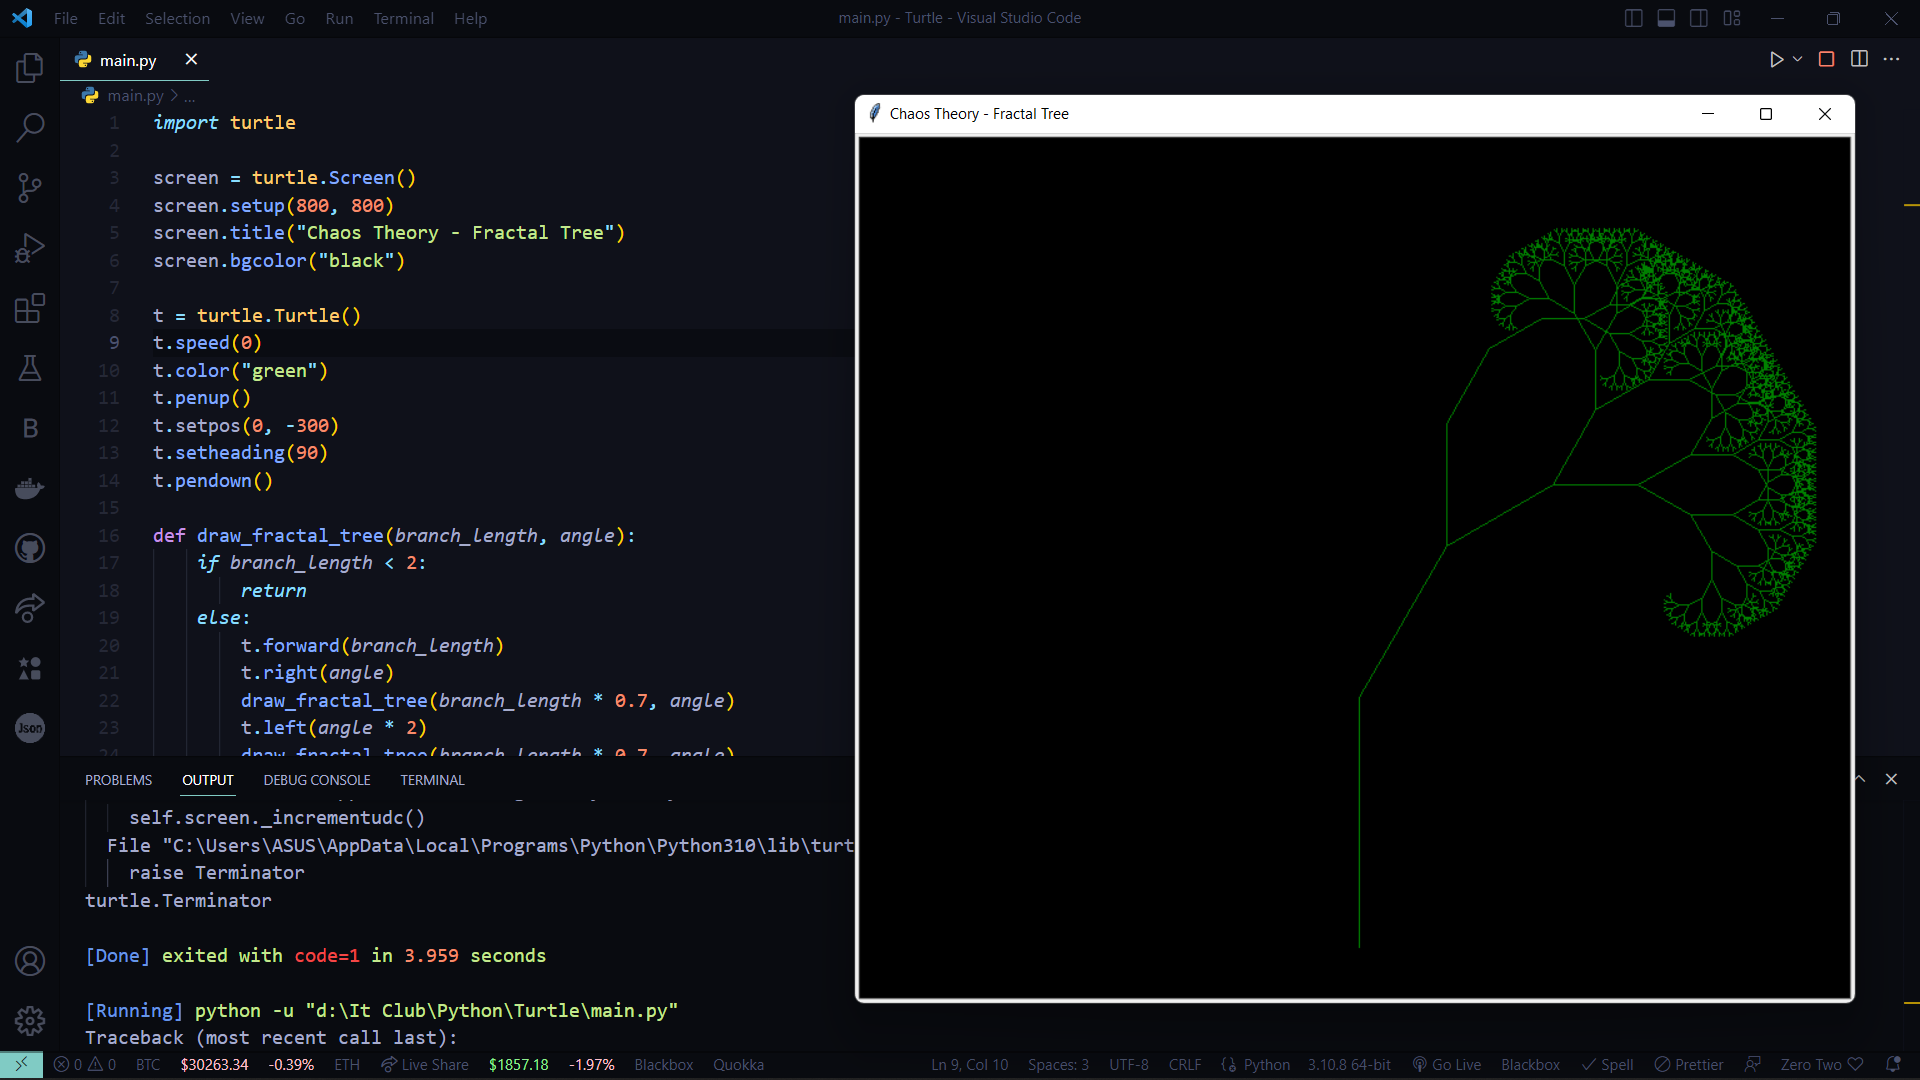 File Edit Selection View Go Run Terminal Help
main.py - Turtle - Visual Studio Code
main.py
main.py > ...
1 import turtle
2
3 screen = turtle.Screen()
4 screen.setup(800, 800)
5 screen.title("Chaos Theory - Fractal Tree")
6 screen.bgcolor("black")
7
8 t = turtle.Turtle()
9 t.speed(0)
10 t.color("green")
11 t.penup()
12 t.setpos(0, -300)
13 t.setheading(90)
14 t.pendown()
15
16 def draw_fractal_tree(branch_length, angle):
17 if branch_length < 2:
18 return
19 else:
20 t.forward(branch_length)
21 t.right(angle)
22 draw_fractal_tree(branch_length * 0.7, angle)
23 t.left(angle * 2)
24 draw_fractal_tree(branch_length * 0.7, angle)
Chaos Theory - Fractal Tree
B
Json
PROBLEMS OUTPUT DEBUG CONSOLE TERMINAL
self.screen._incrementudc()
File "C:\Users\ASUS\AppData\Local\Programs\Python\Python310\lib\turt
raise Terminator
turtle.Terminator
[Done] exited with code=1 in 3.959 seconds
[Running] python -u "d:\It Club\Python\Turtle\main.py"
Traceback (most recent call last):
0 0 BTC $30263.34 -0.39% ETH Live Share $1857.18 -1.97% Blackbox Quokka
Ln 9, Col 10 Spaces: 3 UTF-8 CRLF Python 3.10.8 64-bit Go Live Blackbox Spell Prettier Zero Two